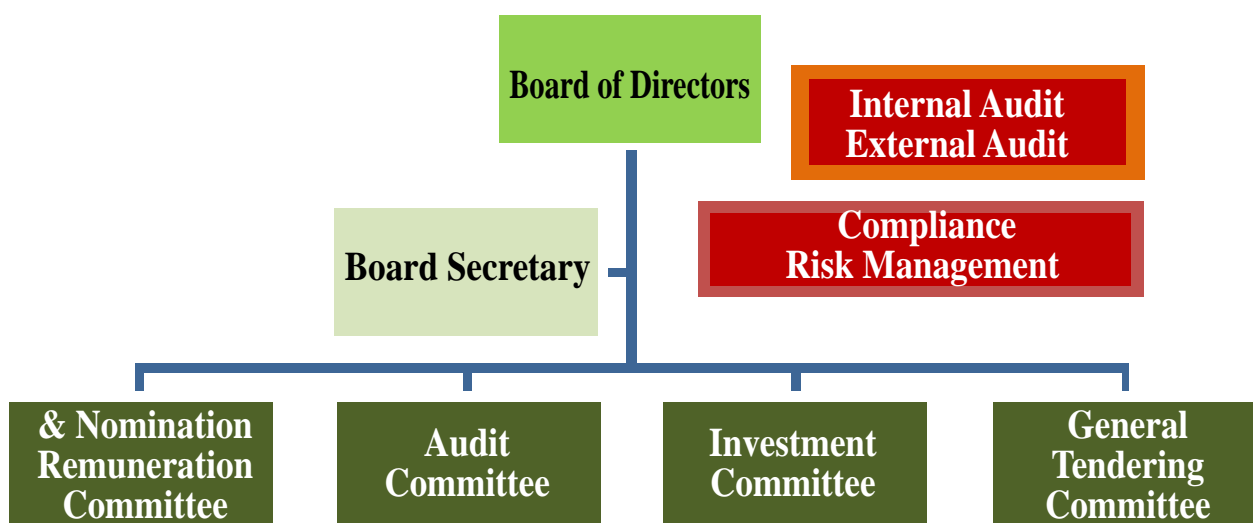 Board of Directors
Internal Audit
External Audit
Compliance
Risk Management
Board Secretary
& Nomination
Remuneration
Committee
Audit
Committee
Investment
Committee
General
Tendering
Committee